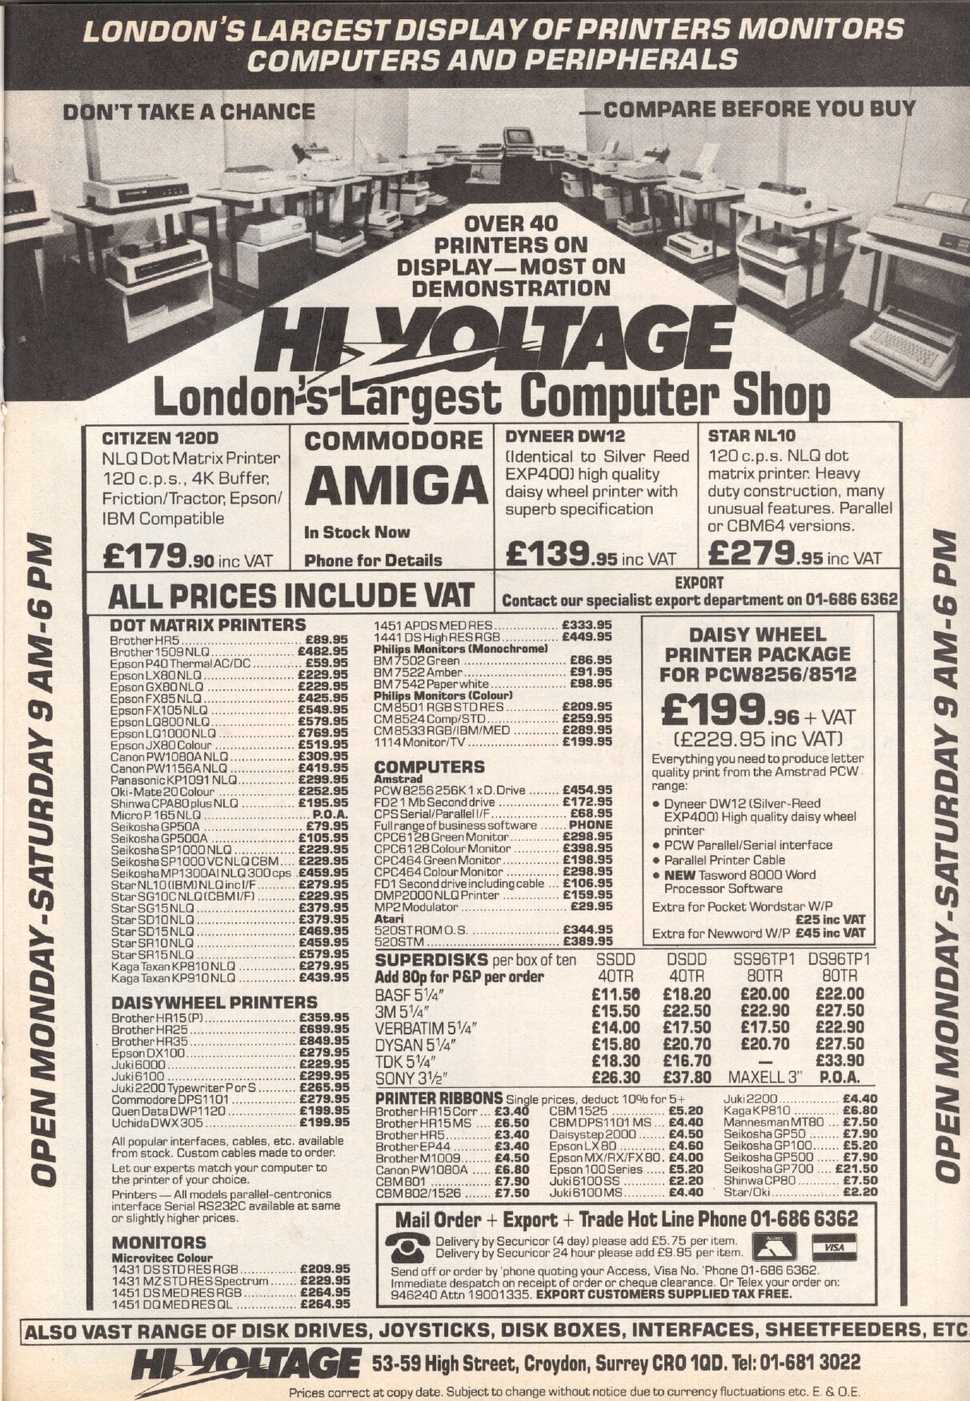 LONDON'S LARGEST DISPLAY OF PRINTERS MONITORS
COMPUTERS AND PERIPHERALS
DON'T TAKE A CHANCE
—COMPARE BEFORE YOU BUY
OVER 40
PRINTERS ON
DISPLAY—MOST ON
DEMONSTRATION
HI VOLTAGE
London's Largest Computer Shop
CITIZEN 120D
NLQ Dot Matrix Printer
120 c.p.s., 4K Buffer,
Friction/Tractor, Epson/
IBM Compatible
£179.90 inc VAT
COMMODORE
AMIGA
In Stock Now
Phone for Details
DYNEER DW12
(Identical to Silver Reed
EXP400) high quality
daisy wheel printer with
superb specification
£139.95 inc VAT
STAR NL10
120 c.p.s. NLQ dot
matrix printer. Heavy
duty construction, many
unusual features. Parallel
or CBM64 versions.
£279.95 inc VAT
ALL PRICES INCLUDE VAT
EXPORT
Contact our specialist export department on 01-686 6362
OPEN MONDAY-SATURDAY 9 AM-6 PM
DOT MATRIX PRINTERS
Brother HR5 £89.95
Brother 1509 NLQ £482.95
Epson P40 Thermal AC/DC £59.95
Epson LX80 NLQ £229.95
Epson GX80 NLQ £229.95
Epson FX85 NLQ £425.95
Epson FX105 NLQ £549.95
Epson LQ800 NLQ £579.95
Epson LQ1000 NLQ £769.95
Epson JX80 Colour £519.95
Canon PW1080A NLQ £309.95
Canon PW1156A NLQ £419.95
Panasonic KP1091 NLQ £299.95
Oki-Mate 20 Colour £252.95
Shinwa CPA80 plus NLQ £195.95
Micro P. 165 NLQ P.O.A.
Seikosha GP50A £79.95
Seikosha GP500A £105.95
Seikosha SP1000 NLQ £229.95
Seikosha SP1000 VC NLQ CBM £229.95
Seikosha MP1300AI NLQ 300 cps £459.95
Star NL10 (IBM) NLQ inc I/F £279.95
Star SG10C NLQ (CBM I/F) £229.95
Star SG15 NLQ £379.95
Star SD10 NLQ £379.95
Star SD15 NLQ £469.95
Star SR10 NLQ £459.95
Star SR15 NLQ £579.95
Kaga Taxan KP810 NLQ £279.95
Kaga Taxan KP910 NLQ £439.95
DAISYWHEEL PRINTERS
Brother HR15 (P) £359.95
Brother HR25 £699.95
Brother HR35 £849.95
Epson DX100 £279.95
Juki 6000 £229.95
Juki 6100 £299.95
Juki 2200 Typewriter P or S £265.95
Commodore DPS1101 £279.95
Quen Data DWP1120 £199.95
Uchida DWX305 £199.95
All popular interfaces, cables, etc. available
from stock. Custom cables made to order.
Let our experts match your computer to
the printer of your choice.
Printers — All models parallel-centronics
interface Serial RS232C available at same
or slightly higher prices.
MONITORS
Microvitec Colour
1431 DS STD RES RGB £209.95
1431 MZ STD RES Spectrum £229.95
1451 DS MED RES RGB £264.95
1451 DQ MED RES QL £264.95
1451 APDS MED RES £333.95
1441 DS High RES RGB £449.95
Philips Monitors (Monochrome)
BM 7502 Green £86.95
BM 7522 Amber £91.95
BM 7542 Paper white £98.95
Philips Monitors (Colour)
CM 8501 RGB STD RES £209.95
CM 8524 Comp/STD £259.95
CM 8533 RGB/IBM/MED £289.95
1114 Monitor/TV £199.95
COMPUTERS
Amstrad
PCW 8256 256K 1 x D. Drive £454.95
FD2 1 Mb Second drive £172.95
CPS Serial/Parallel I/F £68.95
Full range of business software PHONE
CPC6128 Green Monitor £298.95
CPC6128 Colour Monitor £398.95
CPC464 Green Monitor £198.95
CPC464 Colour Monitor £298.95
FD1 Second drive including cable £106.95
DMP2000 NLQ Printer £159.95
MP2 Modulator £29.95
Atari
520ST ROM O.S. £344.95
520STM £389.95
DAISY WHEEL
PRINTER PACKAGE
FOR PCW8256/8512
£199.96 + VAT
(£229.95 inc VAT)
Everything you need to produce letter
quality print from the Amstrad PCW
range:
• Dyneer DW12 (Silver-Reed
EXP400) High quality daisy wheel
printer
• PCW Parallel/Serial interface
• Parallel Printer Cable
• NEW Tasword 8000 Word
Processor Software
Extra for Pocket Wordstar W/P
£25 inc VAT
Extra for Newword W/P £45 inc VAT
SUPERDISKS per box of ten SSDD DSDD SS96TP1 DS96TP1
Add 80p for P&P per order 40TR 40TR 80TR 80TR
BASF 5¼" £11.50 £18.20 £20.00 £22.00
3M 5¼" £15.50 £22.50 £22.90 £27.50
VERBATIM 5¼" £14.00 £17.50 £17.50 £22.90
DYSAN 5¼" £15.80 £20.70 £20.70 £27.50
TDK 5¼" £18.30 £16.70 — £33.90
SONY 3½" £26.30 £37.80 MAXELL 3" P.O.A.
PRINTER RIBBONS Single prices, deduct 10% for 5+
Brother HR15 Corr £3.40
Brother HR15 MS £6.50
Brother HR5 £3.40
Brother EP44 £3.40
Brother M1009 £4.50
Canon PW1080A £6.80
CBM 801 £7.90
CBM 802/1526 £7.50
CBM 1525 £5.20
CBM DPS1101 MS £4.40
Daisystep 2000 £4.50
Epson LX 80 £4.60
Epson MX/RX/FX 80 £4.00
Epson 100 Series £5.20
Juki 6100 SS £2.20
Juki 6100 MS £4.40
Juki 2200 £4.40
Kaga KP810 £6.80
Mannesman MT80 £7.50
Seikosha GP50 £7.90
Seikosha GP100 £5.20
Seikosha GP500 £7.90
Seikosha GP700 £21.50
Shinwa CP80 £7.50
Star/Oki £2.20
Mail Order + Export + Trade Hot Line Phone 01-686 6362
Delivery by Securicor (4 day) please add £5.75 per item.
Delivery by Securicor 24 hour please add £9.95 per item.
VISA
Send off or order by 'phone quoting your Access, Visa No. 'Phone 01-686 6362.
Immediate despatch on receipt of order or cheque clearance. Or Telex your order on:
946240 Attn 19001335. EXPORT CUSTOMERS SUPPLIED TAX FREE.
OPEN MONDAY-SATURDAY 9 AM-6 PM
ALSO VAST RANGE OF DISK DRIVES, JOYSTICKS, DISK BOXES, INTERFACES, SHEETFEEDERS, ETC
HI VOLTAGE 53-59 High Street, Croydon, Surrey CR0 1QD. Tel: 01-681 3022
Prices correct at copy date. Subject to change without notice due to currency fluctuations etc. E. & O.E.